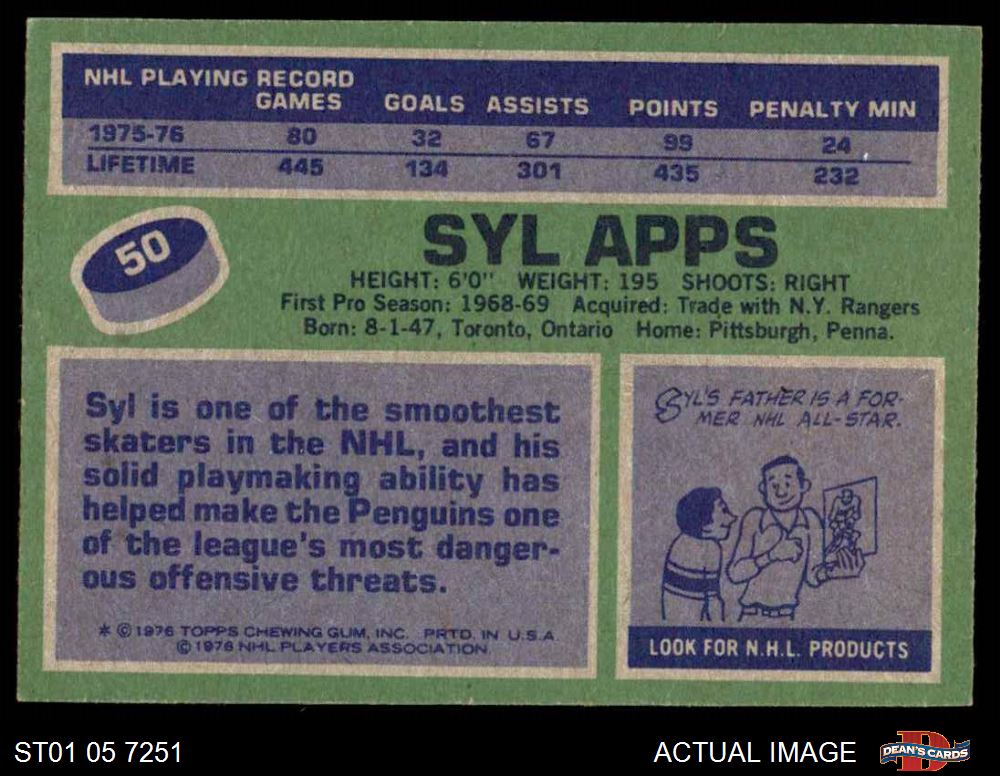 NHL PLAYING RECORD
GAMES GOALS ASSISTS POINTS PENALTY MIN
1975-76 80 32 67 99 24
LIFETIME 445 134 301 435 232
50
SYL APPS
HEIGHT: 6'0" WEIGHT: 195 SHOOTS: RIGHT
First Pro Season: 1968-69 Acquired: Trade with N.Y. Rangers
Born: 8-1-47, Toronto, Ontario Home: Pittsburgh, Penna.
Syl is one of the smoothest
skaters in the NHL, and his
solid playmaking ability has
helped make the Penguins one
of the league's most danger-
ous offensive threats.
* © 1976 TOPPS CHEWING GUM, INC. PRTD. IN U.S.A.
© 1976 NHL PLAYERS ASSOCIATION
SYL'S FATHER IS A FOR-
MER NHL ALL-STAR.
LOOK FOR N.H.L. PRODUCTS
ST01 05 7251
ACTUAL IMAGE
DEAN'S CARDS